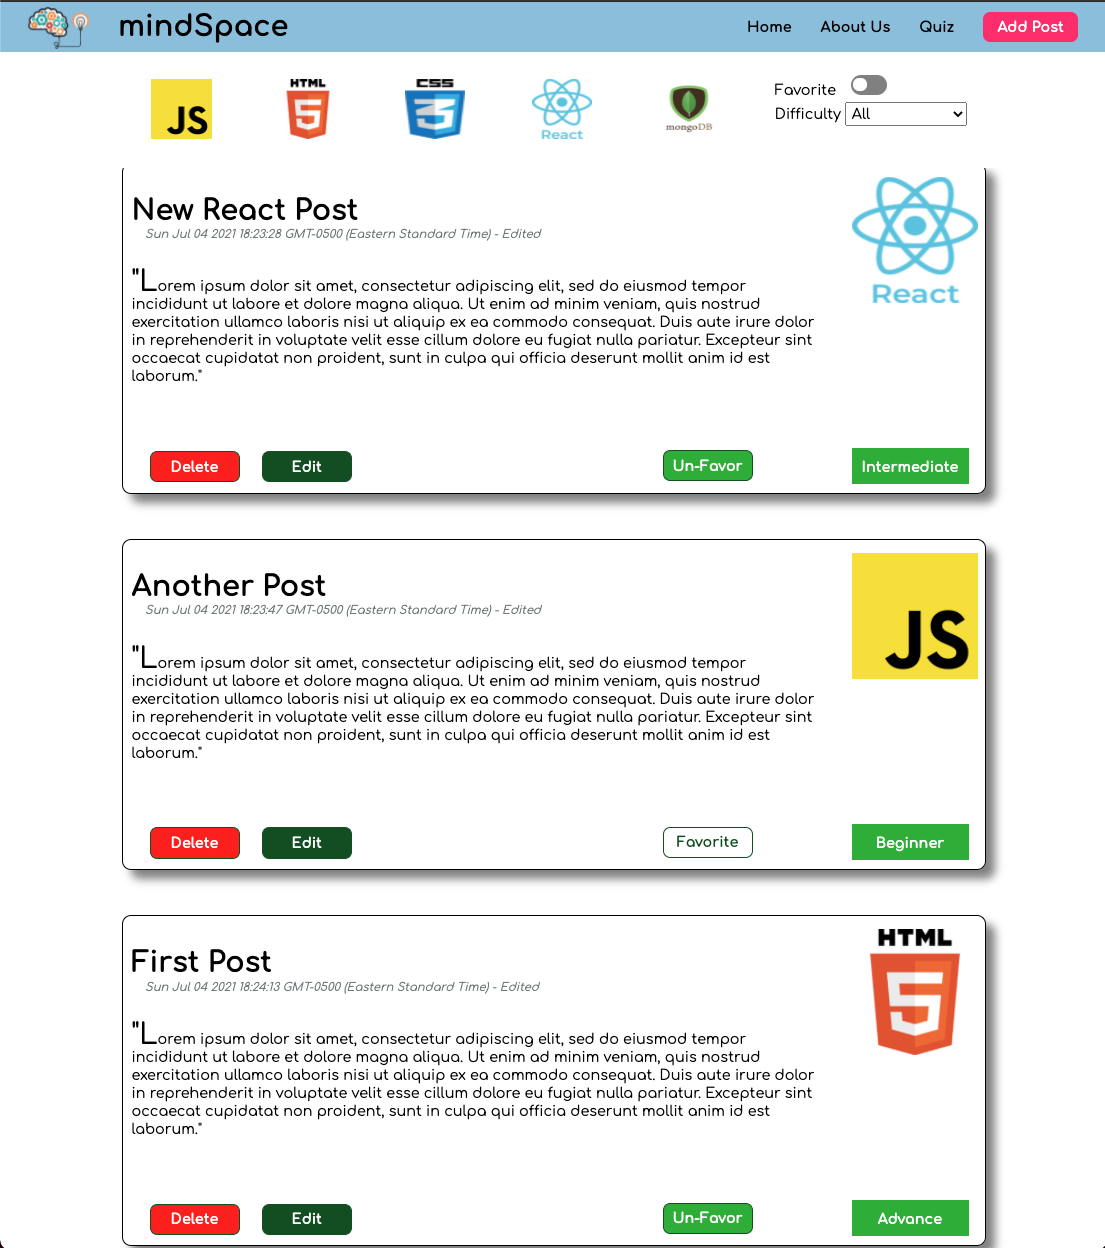 mindSpace
Home About Us Quiz Add Post
JS HTML 5 CSS 3 React mongoDB
Favorite
Difficulty All
New React Post
React
Sun Jul 04 2021 18:23:28 GMT-0500 (Eastern Standard Time) - Edited
"Lorem ipsum dolor sit amet, consectetur adipiscing elit, sed do eiusmod tempor
incididunt ut labore et dolore magna aliqua. Ut enim ad minim veniam, quis nostrud
exercitation ullamco laboris nisi ut aliquip ex ea commodo consequat. Duis aute irure dolor
in reprehenderit in voluptate velit esse cillum dolore eu fugiat nulla pariatur. Excepteur sint
occaecat cupidatat non proident, sunt in culpa qui officia deserunt mollit anim id est
laborum."
Delete Edit Un-Favor Intermediate
Another Post
JS
Sun Jul 04 2021 18:23:47 GMT-0500 (Eastern Standard Time) - Edited
"Lorem ipsum dolor sit amet, consectetur adipiscing elit, sed do eiusmod tempor
incididunt ut labore et dolore magna aliqua. Ut enim ad minim veniam, quis nostrud
exercitation ullamco laboris nisi ut aliquip ex ea commodo consequat. Duis aute irure dolor
in reprehenderit in voluptate velit esse cillum dolore eu fugiat nulla pariatur. Excepteur sint
occaecat cupidatat non proident, sunt in culpa qui officia deserunt mollit anim id est
laborum."
Delete Edit Favorite Beginner
First Post
HTML 5
Sun Jul 04 2021 18:24:13 GMT-0500 (Eastern Standard Time) - Edited
"Lorem ipsum dolor sit amet, consectetur adipiscing elit, sed do eiusmod tempor
incididunt ut labore et dolore magna aliqua. Ut enim ad minim veniam, quis nostrud
exercitation ullamco laboris nisi ut aliquip ex ea commodo consequat. Duis aute irure dolor
in reprehenderit in voluptate velit esse cillum dolore eu fugiat nulla pariatur. Excepteur sint
occaecat cupidatat non proident, sunt in culpa qui officia deserunt mollit anim id est
laborum."
Delete Edit Un-Favor Advance